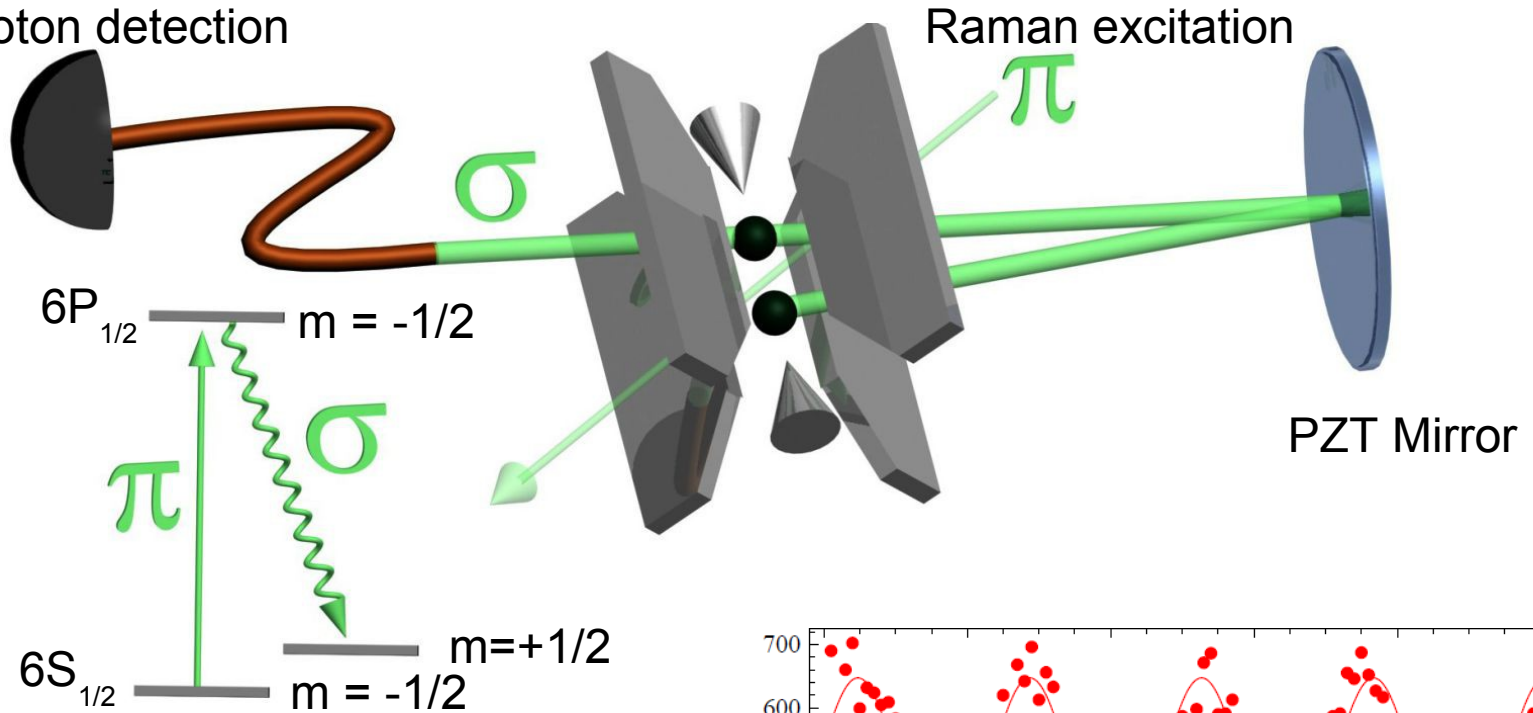 oton detection
Raman excitation
π
σ
6P1/2
m = -1/2
σ
π
PZT Mirror
m=+1/2
6S1/2
m = -1/2
700
600